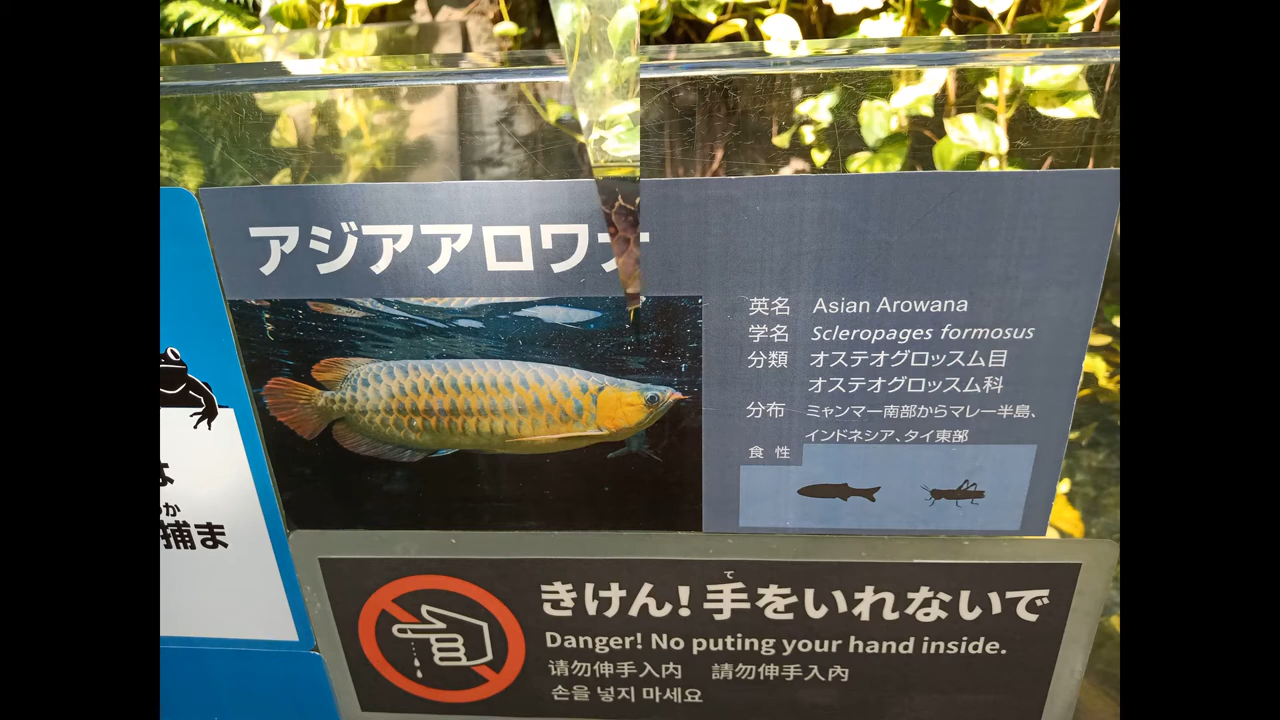 アジアアロワナ
英名 Asian Arowana
学名 Scleropages formosus
分類 オステオグロッスム目
オステオグロッスム科
分布 ミャンマー南部からマレー半島、
インドネシア、タイ東部
食性
か
捕ま
て
きけん!手をいれないで
Danger! No puting your hand inside.
请勿伸手入内 請勿伸手入內
손을 넣지 마세요